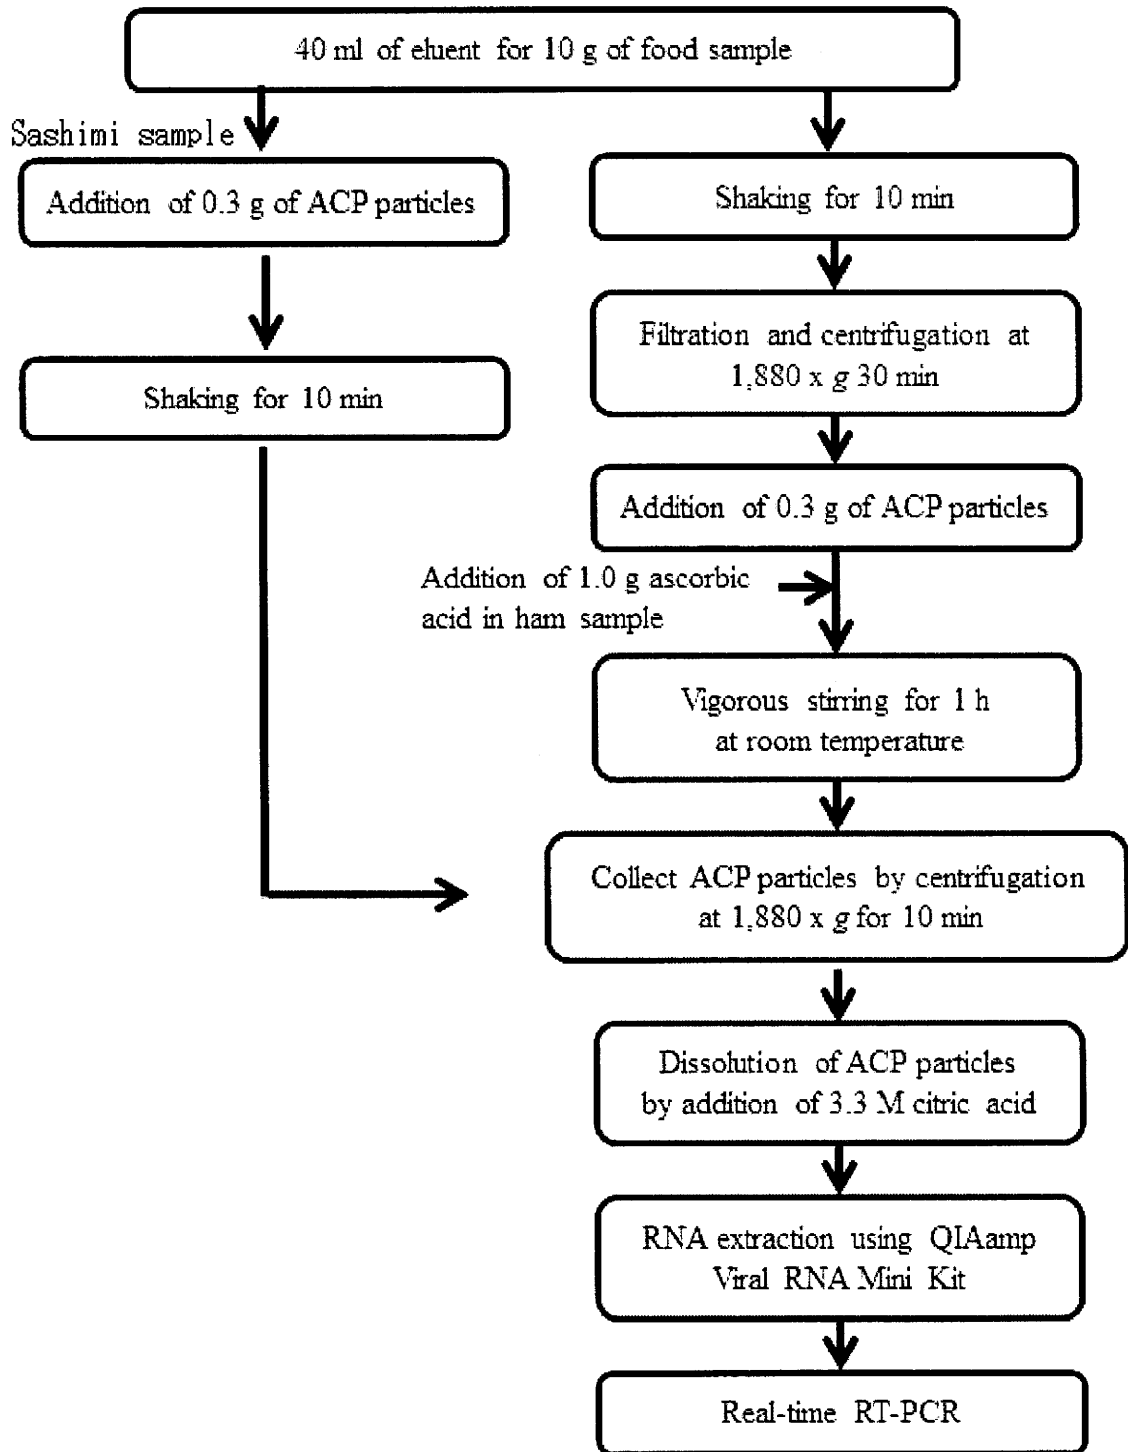 40 ml of eluent for 10 g of food sample
Sashimi sample
Addition of 0.3 g of ACP particles
Shaking for 10 min
Shaking for 10 min
Filtration and centrifugation at
1,880 x g 30 min
Addition of 0.3 g of ACP particles
Addition of 1.0 g ascorbic
acid in ham sample
Vigorous stirring for 1 h
at room temperature
Collect ACP particles by centrifugation
at 1,880 x g for 10 min
Dissolution of ACP particles
by addition of 3.3 M citric acid
RNA extraction using QIAamp
Viral RNA Mini Kit
Real-time RT-PCR